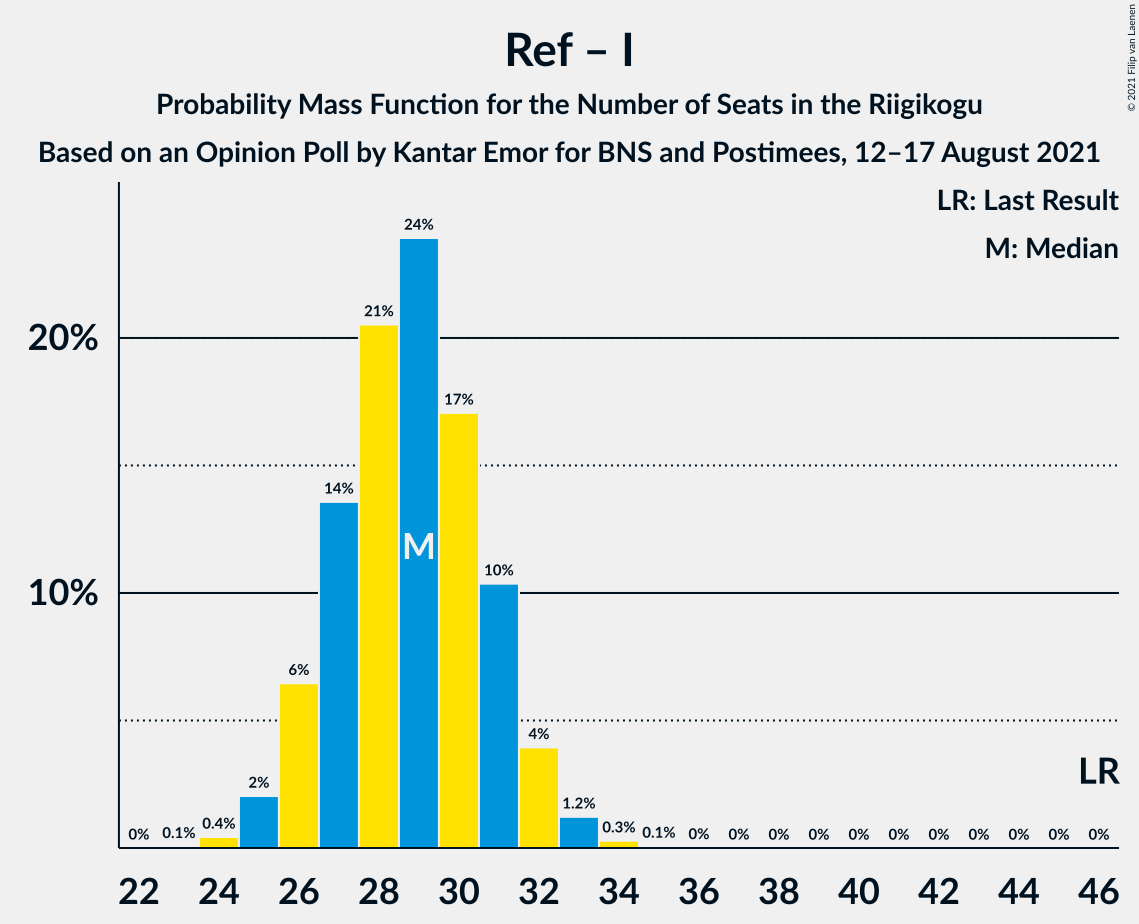 Ref – I
Probability Mass Function for the Number of Seats in the Riigikogu
Based on an Opinion Poll by Kantar Emor for BNS and Postimees, 12–17 August 2021
© 2021 Filip van Laenen
LR: Last Result
M: Median
20%
10%
0% 0.1% 0.4% 2% 6% 14% 21% 24% 17% 10% 4% 1.2% 0.3% 0.1% 0% 0% 0% 0% 0% 0% 0% 0% 0% 0% 0%
M
LR
22 24 26 28 30 32 34 36 38 40 42 44 46